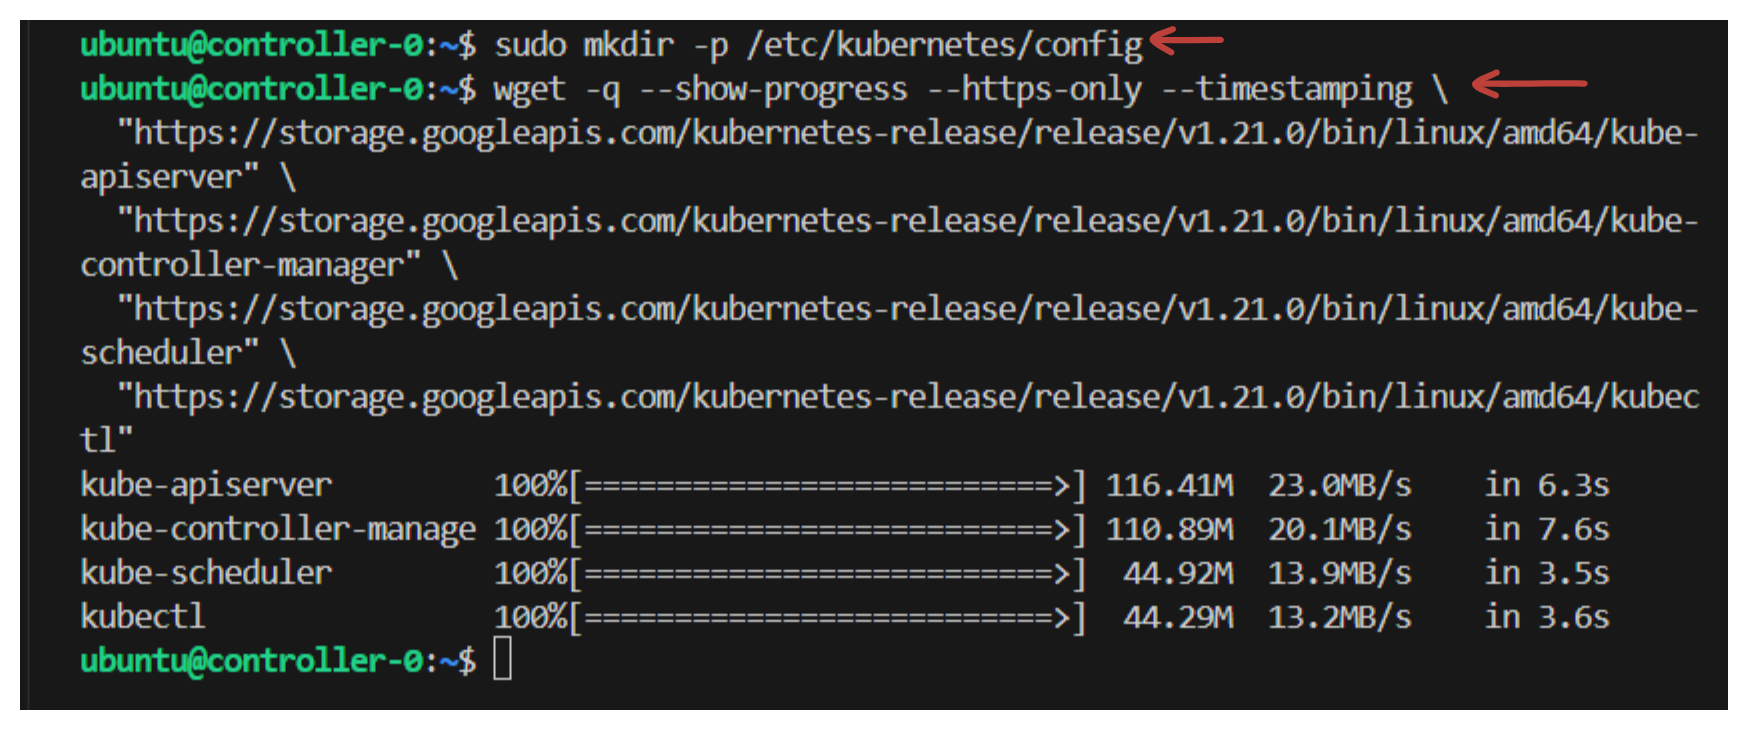 ubuntu@controller-0:~$ sudo mkdir -p /etc/kubernetes/config
ubuntu@controller-0:~$ wget -q --show-progress --https-only --timestamping \
  "https://storage.googleapis.com/kubernetes-release/release/v1.21.0/bin/linux/amd64/kube-
apiserver" \
  "https://storage.googleapis.com/kubernetes-release/release/v1.21.0/bin/linux/amd64/kube-
controller-manager" \
  "https://storage.googleapis.com/kubernetes-release/release/v1.21.0/bin/linux/amd64/kube-
scheduler" \
  "https://storage.googleapis.com/kubernetes-release/release/v1.21.0/bin/linux/amd64/kubec
tl"
kube-apiserver         100%[==========================>] 116.41M  23.0MB/s    in 6.3s
kube-controller-manage 100%[==========================>] 110.89M  20.1MB/s    in 7.6s
kube-scheduler         100%[==========================>]  44.92M  13.9MB/s    in 3.5s
kubectl                100%[==========================>]  44.29M  13.2MB/s    in 3.6s
ubuntu@controller-0:~$